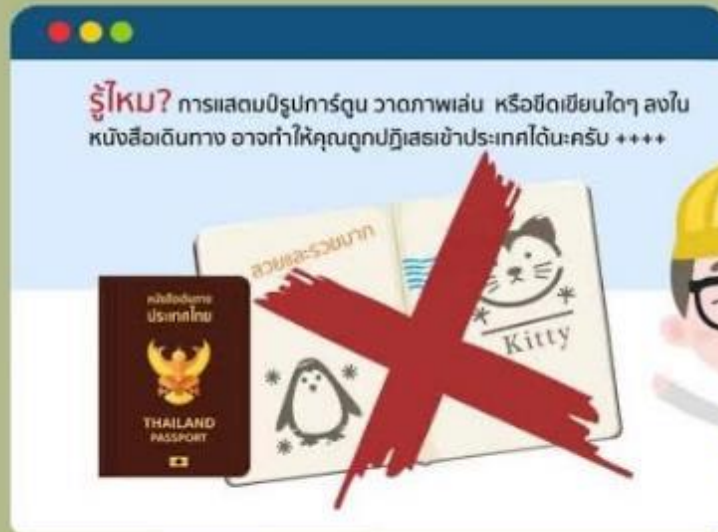 รู้ไหม? การแสตมป์รูปการ์ตูน วาดภาพเล่น หรือขีดเขียนใดๆ ลงใน
หนังสือเดินทาง อาจทำให้คุณถูกปฏิเสธเข้าประเทศได้นะครับ ++++
สวยและรวยมาก
Kitty
หนังสือเดินทาง
ประเทศไทย
THAILAND
PASSPORT